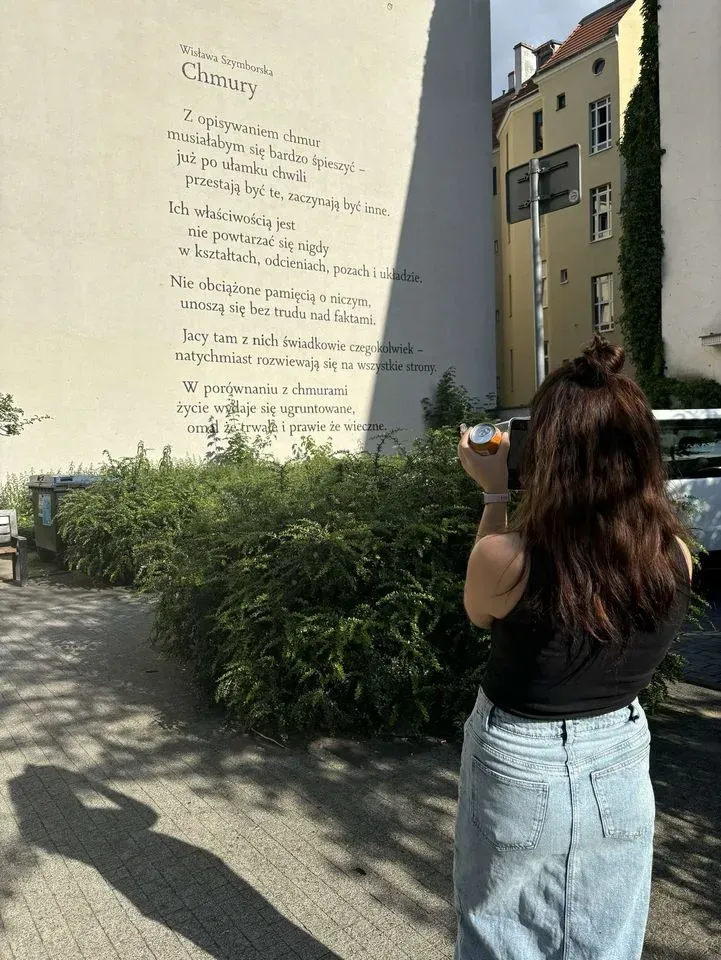 Wisława Szymborska
Chmury
Z opisywaniem chmur
musiałabym się bardzo śpieszyć –
już po ułamku chwili
przestają być te, zaczynają być inne.
Ich właściwością jest
nie powtarzać się nigdy
w kształtach, odcieniach, pozach i układzie.
Nie obciążone pamięcią o niczym,
unoszą się bez trudu nad faktami.
Jacy tam z nich świadkowie czegokolwiek –
natychmiast rozwiewają się na wszystkie strony.
W porównaniu z chmurami
życie wydaje się ugruntowane,
omal że trwałe i prawie że wieczne.